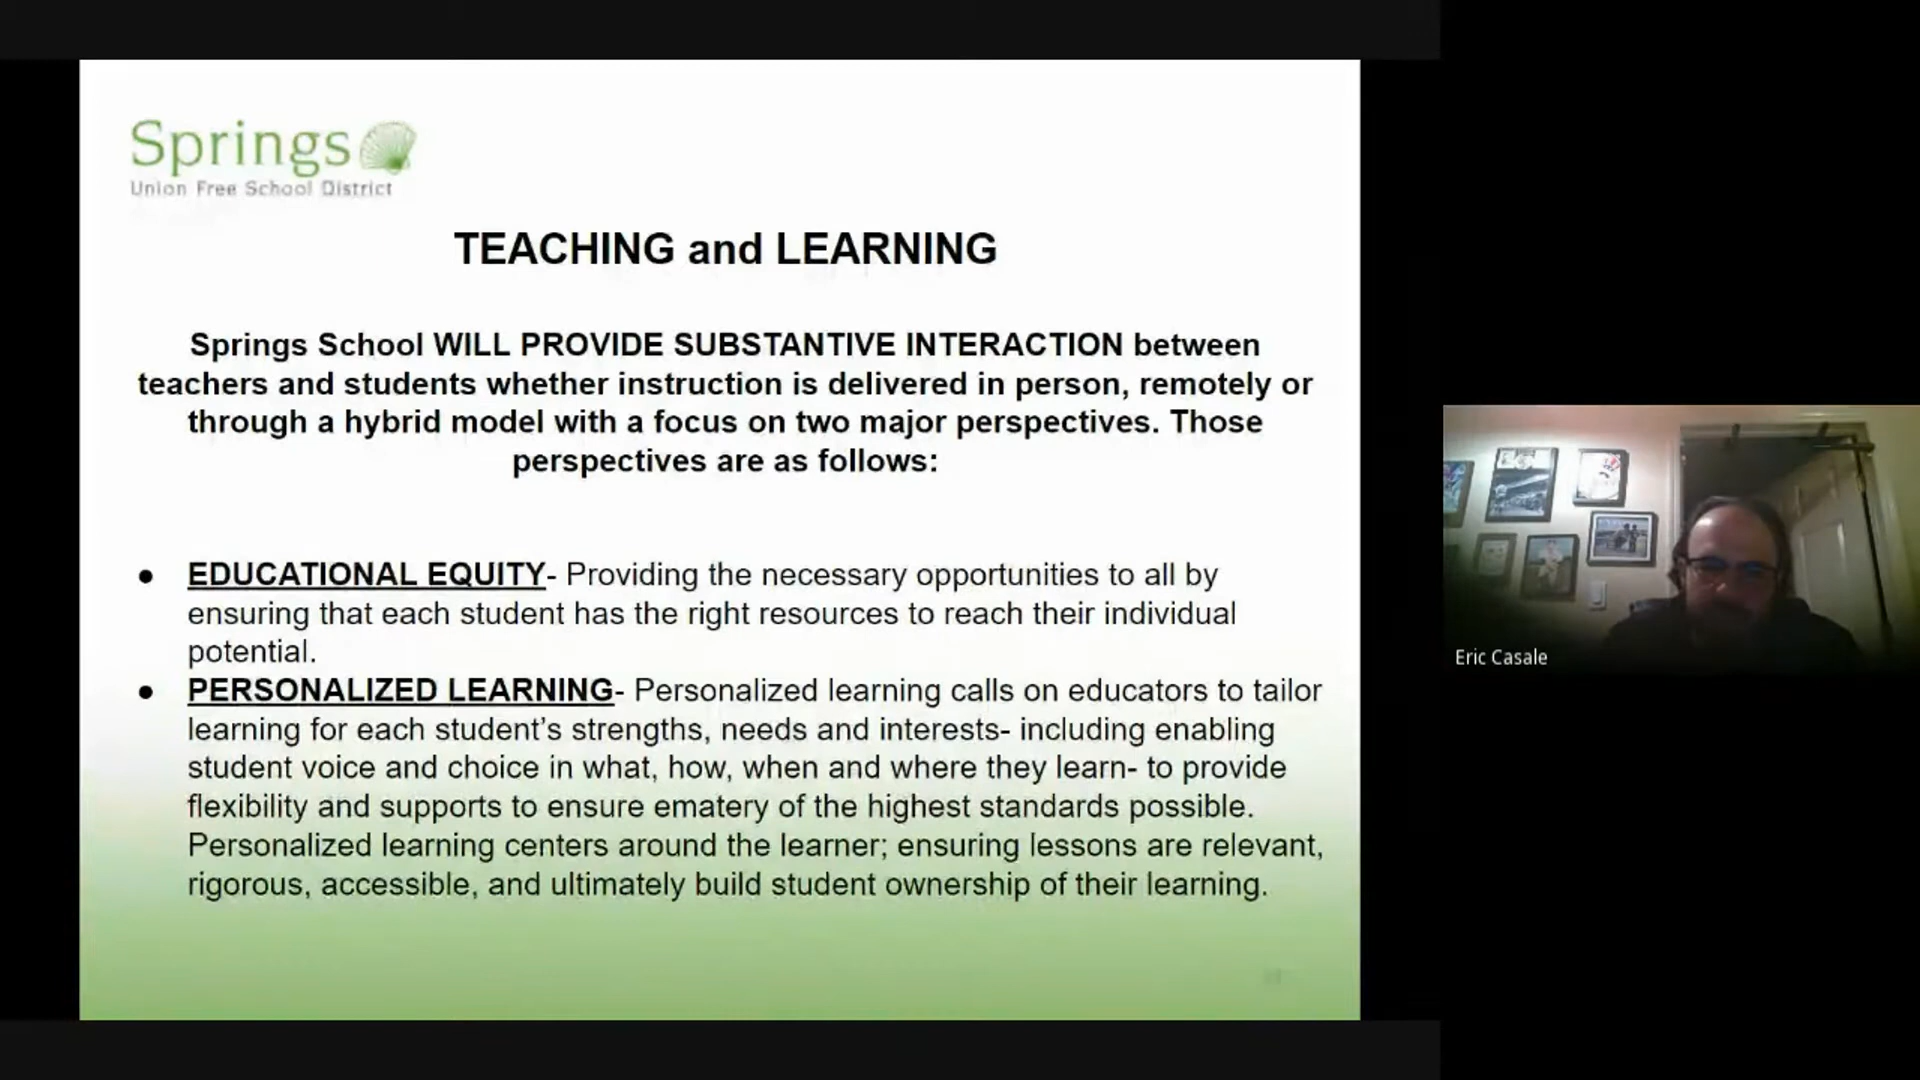 Springs
Union Free School District
TEACHING and LEARNING
Springs School WILL PROVIDE SUBSTANTIVE INTERACTION between
teachers and students whether instruction is delivered in person, remotely or
through a hybrid model with a focus on two major perspectives. Those
perspectives are as follows:
● EDUCATIONAL EQUITY- Providing the necessary opportunities to all by
ensuring that each student has the right resources to reach their individual
potential.
● PERSONALIZED LEARNING- Personalized learning calls on educators to tailor
learning for each student’s strengths, needs and interests- including enabling
student voice and choice in what, how, when and where they learn- to provide
flexibility and supports to ensure ematery of the highest standards possible.
Personalized learning centers around the learner; ensuring lessons are relevant,
rigorous, accessible, and ultimately build student ownership of their learning.
Eric Casale